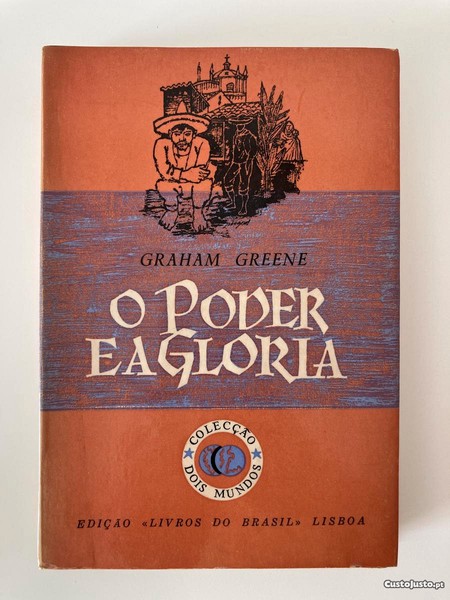 GRAHAM GREENE
O PODER
E A GLORIA
COLECÇÃO
DOIS MUNDOS
EDIÇÃO «LIVROS DO BRASIL» LISBOA
CustoJusto.pt